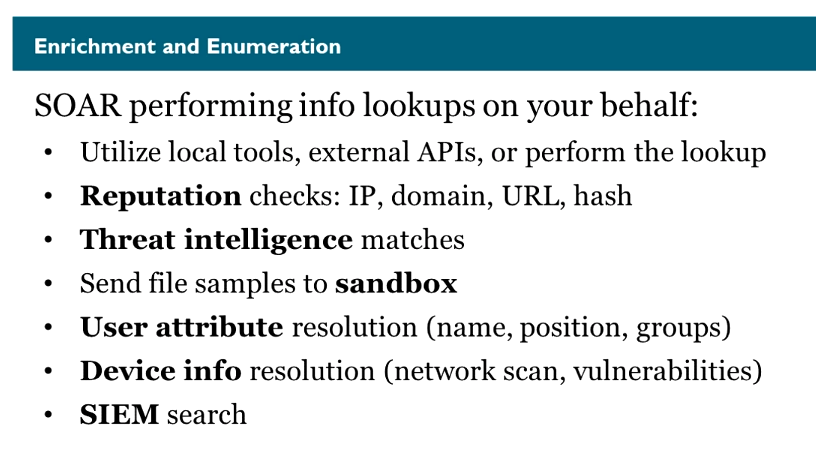 Enrichment and Enumeration
SOAR performing info lookups on your behalf:
• Utilize local tools, external APIs, or perform the lookup
• Reputation checks: IP, domain, URL, hash
• Threat intelligence matches
• Send file samples to sandbox
• User attribute resolution (name, position, groups)
• Device info resolution (network scan, vulnerabilities)
• SIEM search